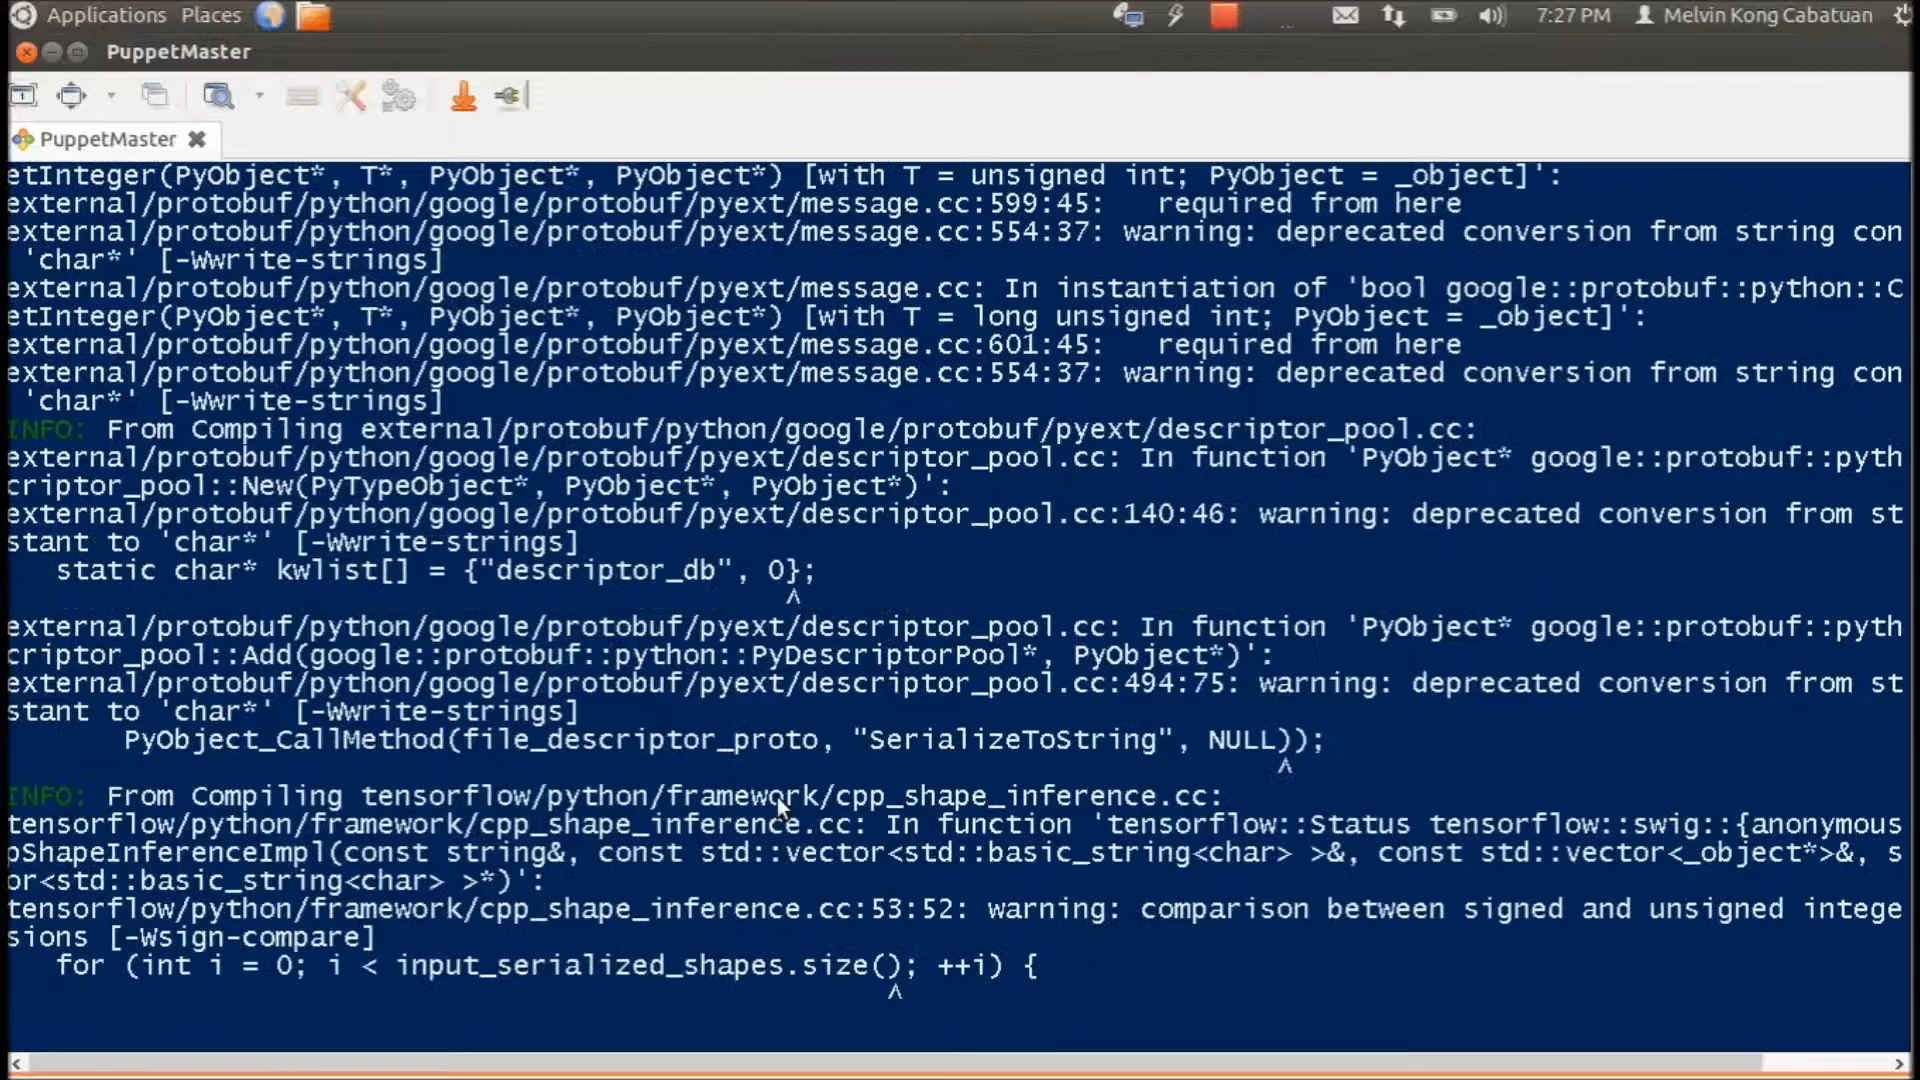 Applications Places 7:27 PM Melvin Kong Cabatuan
PuppetMaster
PuppetMaster
etInteger(PyObject*, T*, PyObject*, PyObject*) [with T = unsigned int; PyObject = _object]':
external/protobuf/python/google/protobuf/pyext/message.cc:599:45:   required from here
external/protobuf/python/google/protobuf/pyext/message.cc:554:37: warning: deprecated conversion from string con
'char*' [-Wwrite-strings]
external/protobuf/python/google/protobuf/pyext/message.cc: In instantiation of 'bool google::protobuf::python::C
etInteger(PyObject*, T*, PyObject*, PyObject*) [with T = long unsigned int; PyObject = _object]':
external/protobuf/python/google/protobuf/pyext/message.cc:601:45:   required from here
external/protobuf/python/google/protobuf/pyext/message.cc:554:37: warning: deprecated conversion from string con
'char*' [-Wwrite-strings]
INFO: From Compiling external/protobuf/python/google/protobuf/pyext/descriptor_pool.cc:
external/protobuf/python/google/protobuf/pyext/descriptor_pool.cc: In function 'PyObject* google::protobuf::pyth
criptor_pool::New(PyTypeObject*, PyObject*, PyObject*)':
external/protobuf/python/google/protobuf/pyext/descriptor_pool.cc:140:46: warning: deprecated conversion from st
stant to 'char*' [-Wwrite-strings]
static char* kwlist[] = {"descriptor_db", 0};
^
external/protobuf/python/google/protobuf/pyext/descriptor_pool.cc: In function 'PyObject* google::protobuf::pyth
criptor_pool::Add(google::protobuf::python::PyDescriptorPool*, PyObject*)':
external/protobuf/python/google/protobuf/pyext/descriptor_pool.cc:494:75: warning: deprecated conversion from st
stant to 'char*' [-Wwrite-strings]
PyObject_CallMethod(file_descriptor_proto, "SerializeToString", NULL));
^
INFO: From Compiling tensorflow/python/framework/cpp_shape_inference.cc:
tensorflow/python/framework/cpp_shape_inference.cc: In function 'tensorflow::Status tensorflow::swig::{anonymous
pShapeInferenceImpl(const string&, const std::vector<std::basic_string<char> >&, const std::vector<_object*>&, s
or<std::basic_string<char> >*)':
tensorflow/python/framework/cpp_shape_inference.cc:53:52: warning: comparison between signed and unsigned intege
sions [-Wsign-compare]
for (int i = 0; i < input_serialized_shapes.size(); ++i) {
^